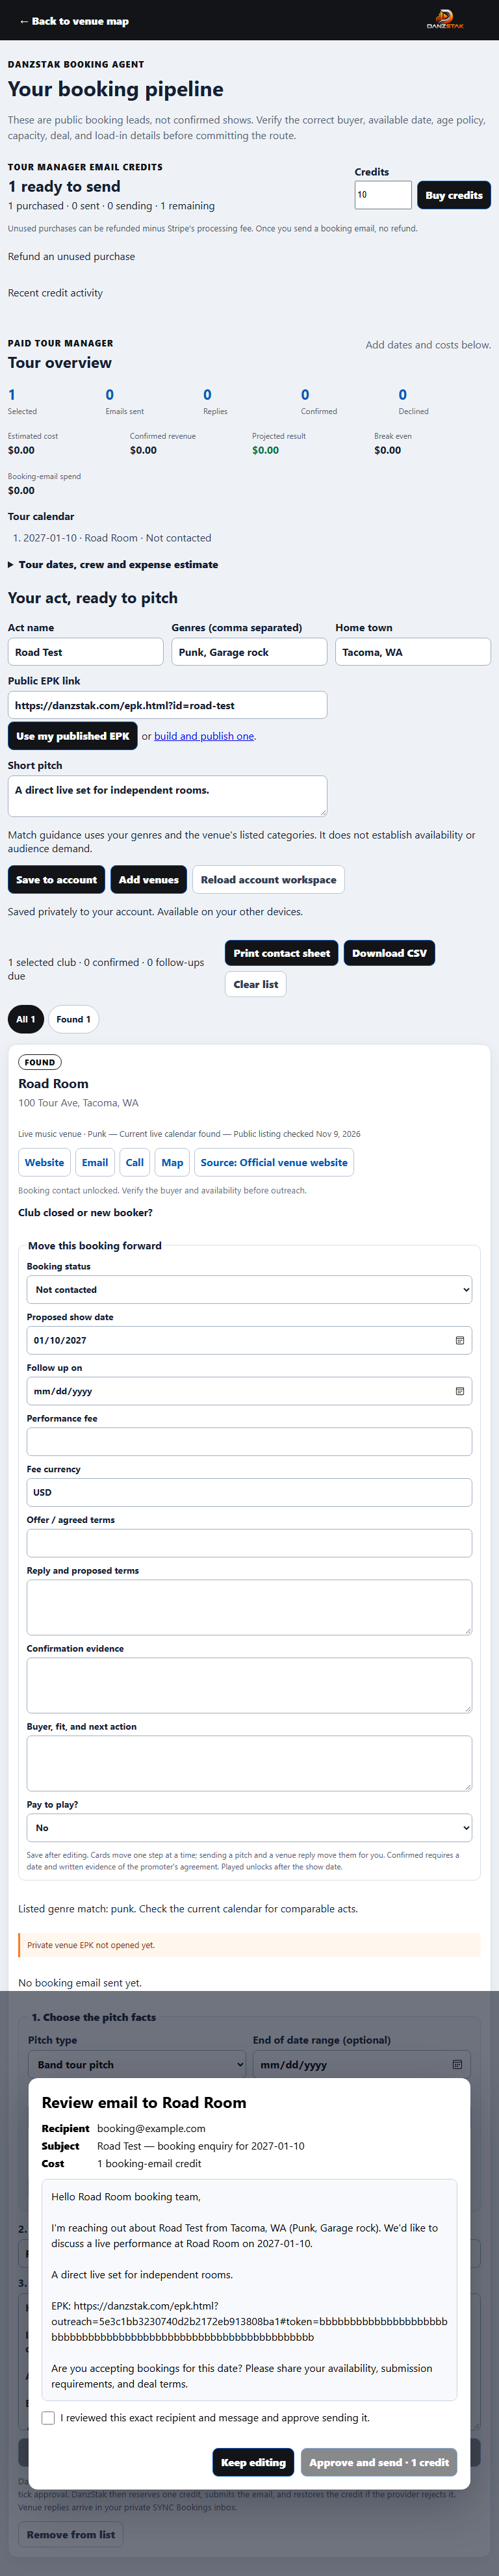 ← Back to venue map
DANZSTAK
DANZSTAK BOOKING AGENT
Your booking pipeline
These are public booking leads, not confirmed shows. Verify the correct buyer, available date, age policy,
capacity, deal, and load-in details before committing the route.
TOUR MANAGER EMAIL CREDITS
1 ready to send
1 purchased · 0 sent · 0 sending · 1 remaining
Credits
10
Buy credits
Unused purchases can be refunded minus Stripe's processing fee. Once you send a booking email, no refund.
Refund an unused purchase
Recent credit activity
PAID TOUR MANAGER
Tour overview
Add dates and costs below.
1 0 0 0 0
Selected Emails sent Replies Confirmed Declined
Estimated cost Confirmed revenue Projected result Break even
$0.00 $0.00 $0.00 $0.00
Booking-email spend
$0.00
Tour calendar
1. 2027-01-10 · Road Room · Not contacted
Tour dates, crew and expense estimate
Your act, ready to pitch
Act name Genres (comma separated) Home town
Road Test Punk, Garage rock Tacoma, WA
Public EPK link
https://danzstak.com/epk.html?id=road-test
Use my published EPK or build and publish one.
Short pitch
A direct live set for independent rooms.
Match guidance uses your genres and the venue's listed categories. It does not establish availability or
audience demand.
Save to account Add venues Reload account workspace
Saved privately to your account. Available on your other devices.
1 selected club · 0 confirmed · 0 follow-ups
due
Print contact sheet Download CSV
Clear list
All 1 Found 1
FOUND
Road Room
100 Tour Ave, Tacoma, WA
Live music venue · Punk — Current live calendar found — Public listing checked Nov 9, 2026
Website Email Call Map Source: Official venue website
Booking contact unlocked. Verify the buyer and availability before outreach.
Club closed or new booker?
Move this booking forward
Booking status
Not contacted
Proposed show date
01/10/2027
Follow up on
mm/dd/yyyy
Performance fee
Fee currency
USD
Offer / agreed terms
Reply and proposed terms
Confirmation evidence
Buyer, fit, and next action
Pay to play?
No
Save after editing. Cards move one step at a time; sending a pitch and a venue reply move them for you. Confirmed requires a
date and written evidence of the promoter's agreement. Played unlocks after the show date.
Listed genre match: punk. Check the current calendar for comparable acts.
Private venue EPK not opened yet.
No booking email sent yet.
1. Choose the pitch facts
Pitch type End of date range (optional)
Band tour pitch mm/dd/yyyy
Review email to Road Room
Recipient booking@example.com
Subject Road Test — booking enquiry for 2027-01-10
Cost 1 booking-email credit
Hello Road Room booking team,
I'm reaching out about Road Test from Tacoma, WA (Punk, Garage rock). We'd like to
discuss a live performance at Road Room on 2027-01-10.
A direct live set for independent rooms.
EPK: https://danzstak.com/epk.html?
outreach=5e3c1bb3230740d2b2172eb913808ba1#token=bbbbbbbbbbbbbbbbbbbbb
bbbbbbbbbbbbbbbbbbbbbbbbbbbbbbbbbbbbbbbbbbb
Are you accepting bookings for this date? Please share your availability, submission
requirements, and deal terms.
I reviewed this exact recipient and message and approve sending it.
Keep editing Approve and send · 1 credit
2.
3.
tick approval. DanzStak then reserves one credit, submits the email, and restores the credit if the provider rejects it.
Venue replies arrive in your private SYNC Bookings inbox.
Remove from list